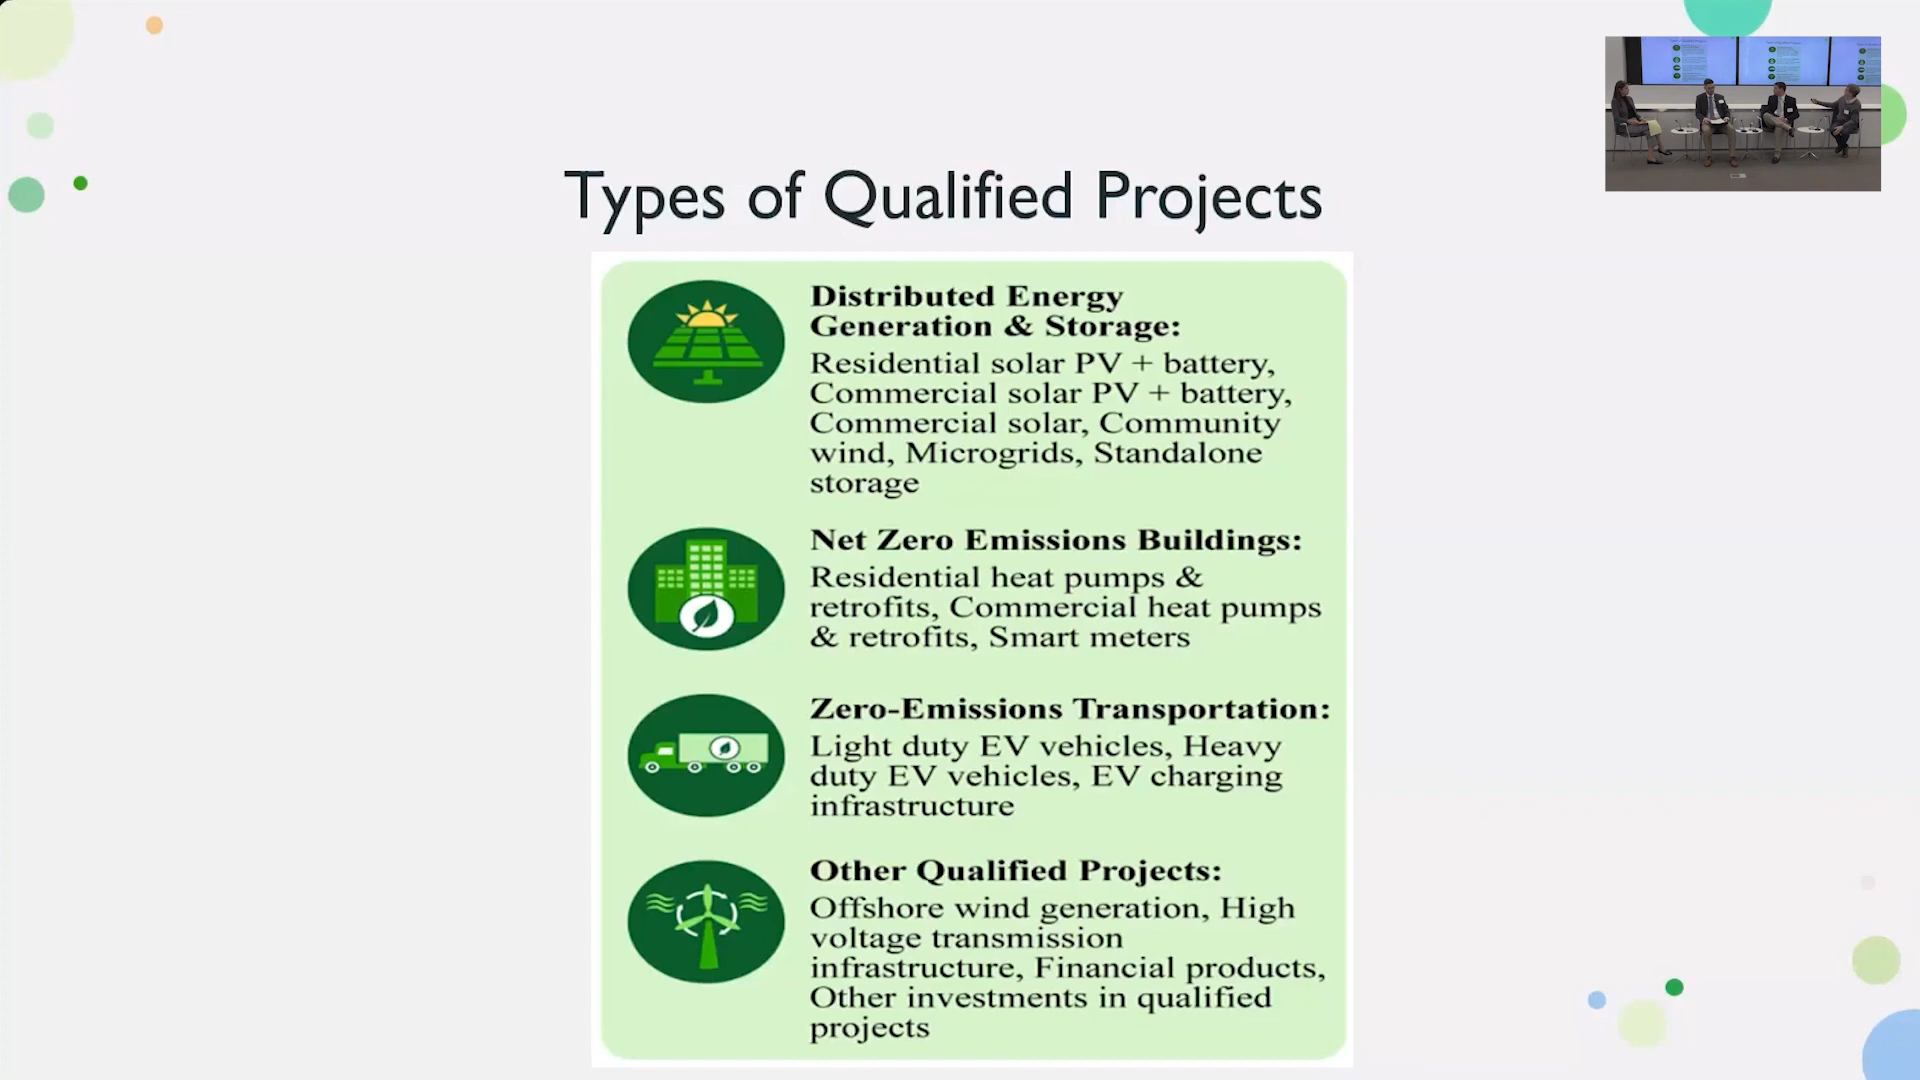 Types of Qualified Projects
Distributed Energy
Generation & Storage:
Residential solar PV + battery,
Commercial solar PV + battery,
Commercial solar, Community
wind, Microgrids, Standalone
storage
Net Zero Emissions Buildings:
Residential heat pumps &
retrofits, Commercial heat pumps
& retrofits, Smart meters
Zero-Emissions Transportation:
Light duty EV vehicles, Heavy
duty EV vehicles, EV charging
infrastructure
Other Qualified Projects:
Offshore wind generation, High
voltage transmission
infrastructure, Financial products,
Other investments in qualified
projects